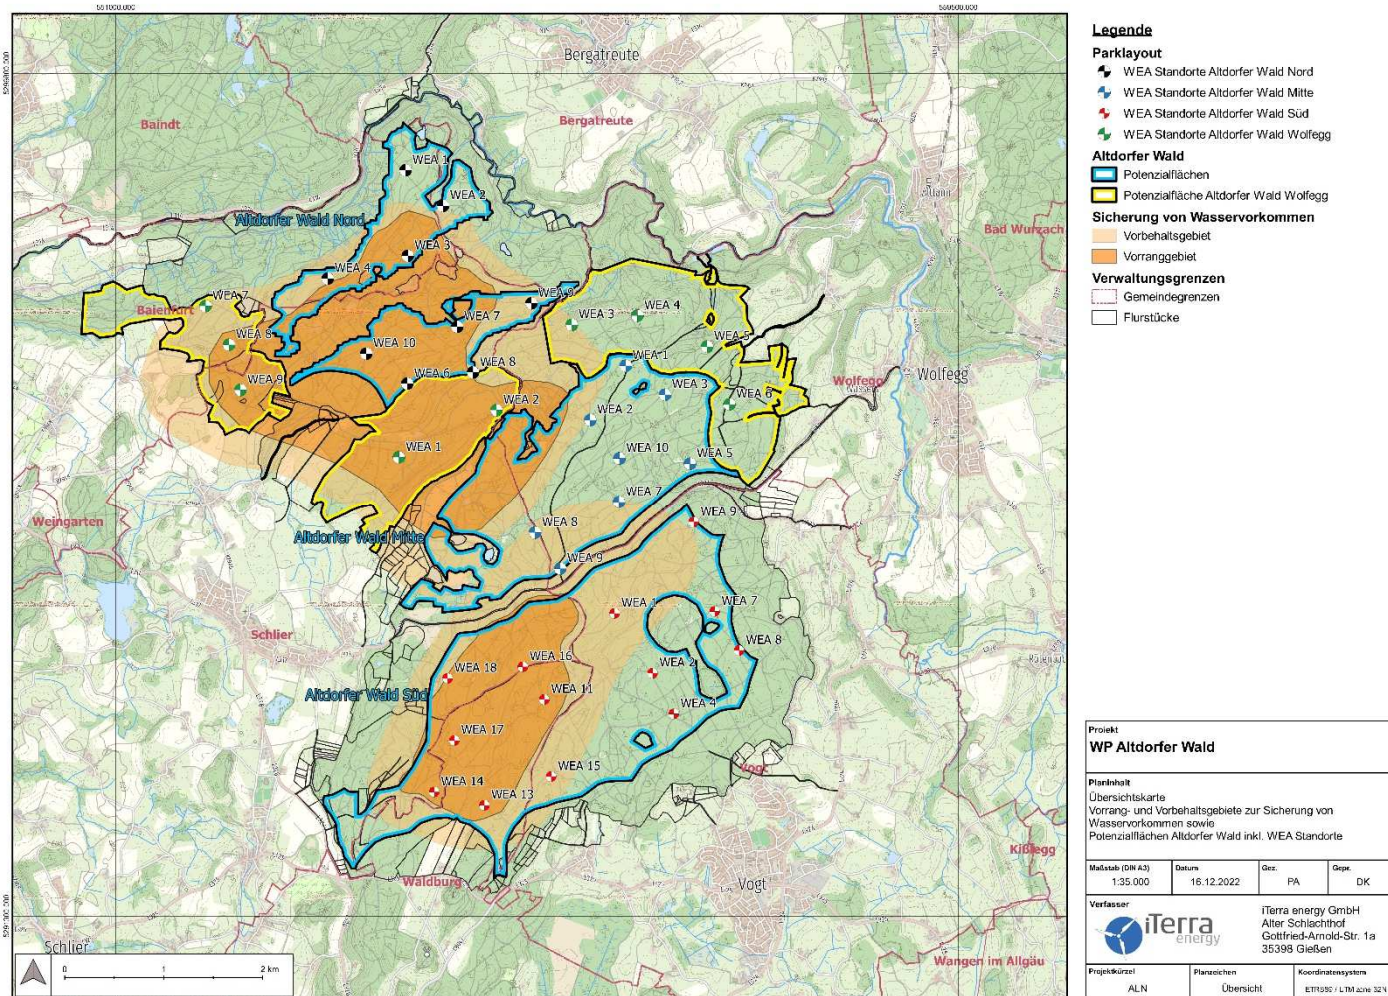 551000.000
Bergatreute
Baindt
Bergatreute
WEA 1
WEA 2
Altdorfer Wald Nord
WEA 3
WEA 4
Bad Wurzach
WEA 7
Baienfurt
WEA 9
WEA 7
WEA 3
WEA 4
WEA 8
WEA 10
WEA 5
WEA 1
WEA 8
WEA 9
WEA 6
WEA 3
Wolfegg
Wolfegg
WEA 2
WEA 2
WEA 6
WEA 1
WEA 10
WEA 5
WEA 7
Weingarten
Altdorfer Wald Mitte
WEA 8
WEA 9
WEA 9
Schlier
WEA 1
WEA 7
WEA 8
WEA 16
WEA 18
WEA 2
Altdorfer Wald Süd
WEA 11
WEA 4
WEA 17
WEA 15
WEA 14
WEA 13
Vogt
Kißlegg
Waldburg
Vogt
Schlier
Wangen im Allgäu
0 1 2 km
Legende
Parklayout
WEA Standorte Altdorfer Wald Nord
WEA Standorte Altdorfer Wald Mitte
WEA Standorte Altdorfer Wald Süd
WEA Standorte Altdorfer Wald Wolfegg
Altdorfer Wald
Potenzialflächen
Potenzialfläche Altdorfer Wald Wolfegg
Sicherung von Wasservorkommen
Vorbehaltsgebiet
Vorranggebiet
Verwaltungsgrenzen
Gemeindegrenzen
Flurstücke
Projekt
WP Altdorfer Wald
Planinhalt
Übersichtskarte
Vorrang- und Vorbehaltsgebiete zur Sicherung von
Wasservorkommen sowie
Potenzialflächen Altdorfer Wald inkl. WEA Standorte
Maßstab (DIN A3) Datum Gez. Gepr.
1:35.000 16.12.2022 PA DK
Verfasser
iTerra
energy
iTerra energy GmbH
Alter Schlachthof
Gottfried-Arnold-Str. 1a
35398 Gießen
Projektkürzel Planzeichen Koordinatensystem
ALN Übersicht ETRS89 / UTM zone 32N